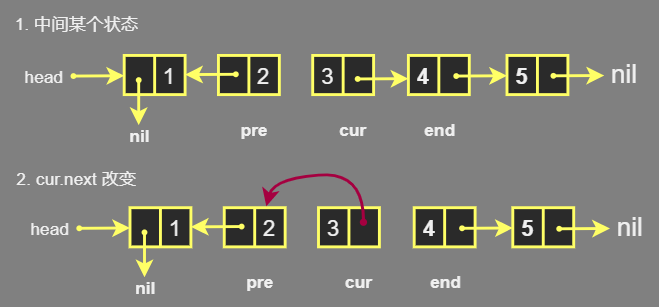 1. 中间某个状态
head 1 2 3 4 5 nil
nil pre cur end
2. cur.next 改变
head 1 2 3 4 5 nil
nil pre cur end